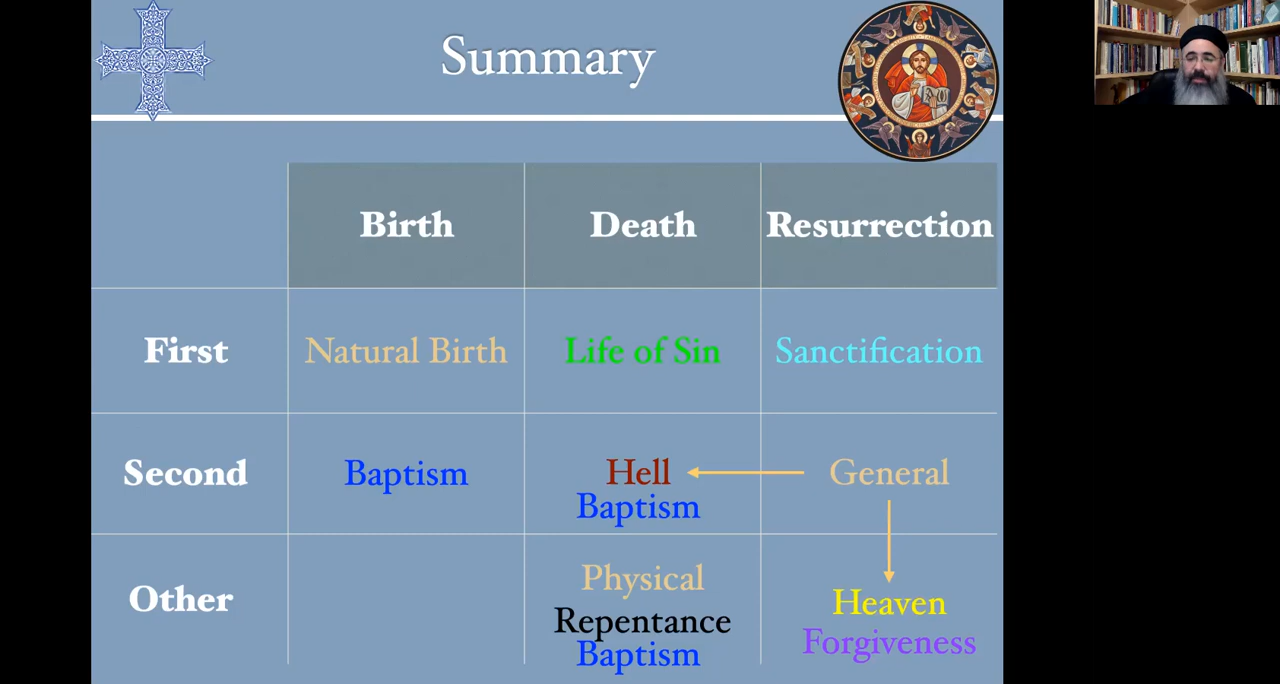 Summary
Birth Death Resurrection
First Natural Birth Life of Sin Sanctification
Second Baptism Hell General
Baptism
Other Physical Heaven
Repentance Forgiveness
Baptism